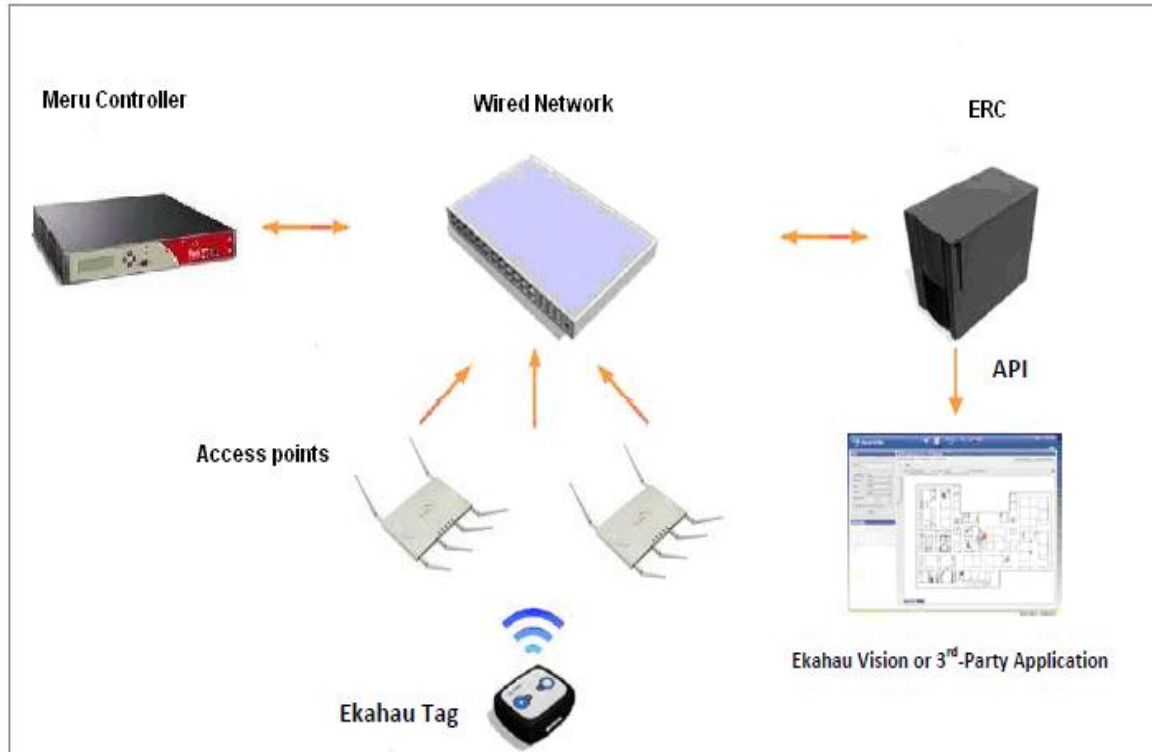 Meru Controller
Wired Network
ERC
API
Access points
Ekahau Vision or 3rd-Party Application
Ekahau Tag